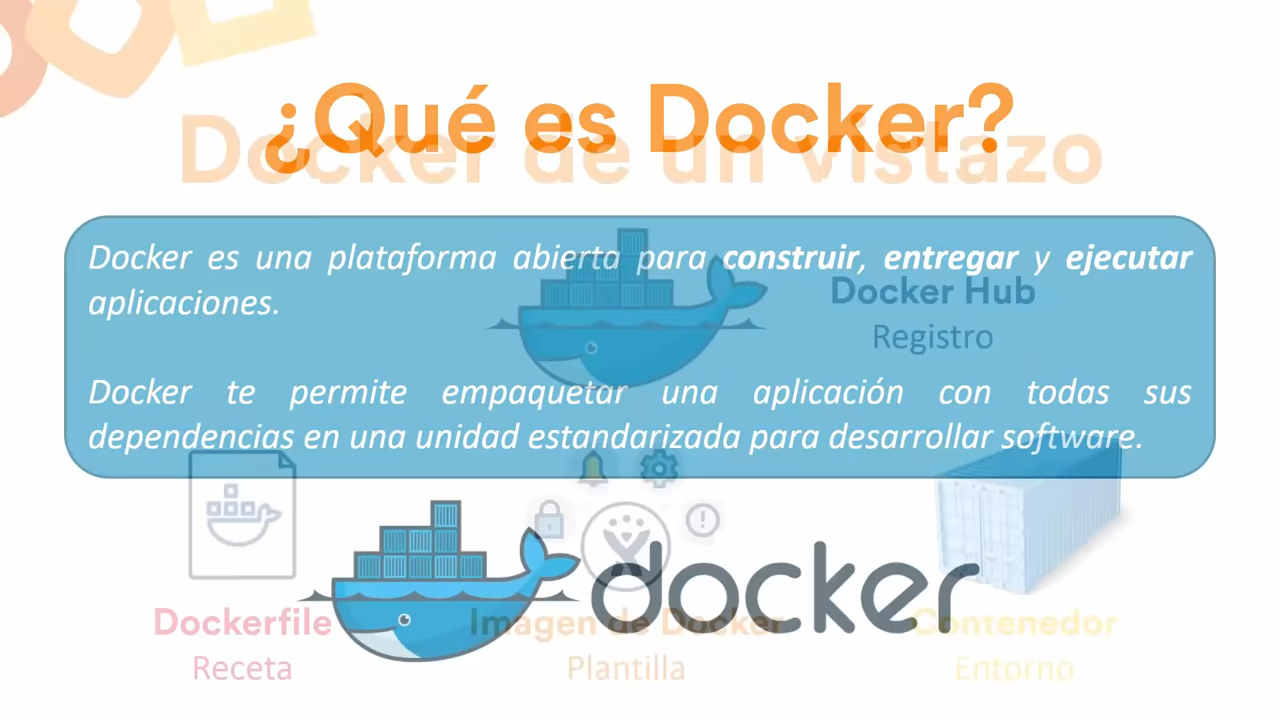 ¿Qué es Docker?
Docker de un vistazo
Docker es una plataforma abierta para construir, entregar y ejecutar
aplicaciones.
Docker Hub
Registro
Docker te permite empaquetar una aplicación con todas sus
dependencias en una unidad estandarizada para desarrollar software.
docker
Dockerfile
Imagen de Docker
Contenedor
Receta
Plantilla
Entorno